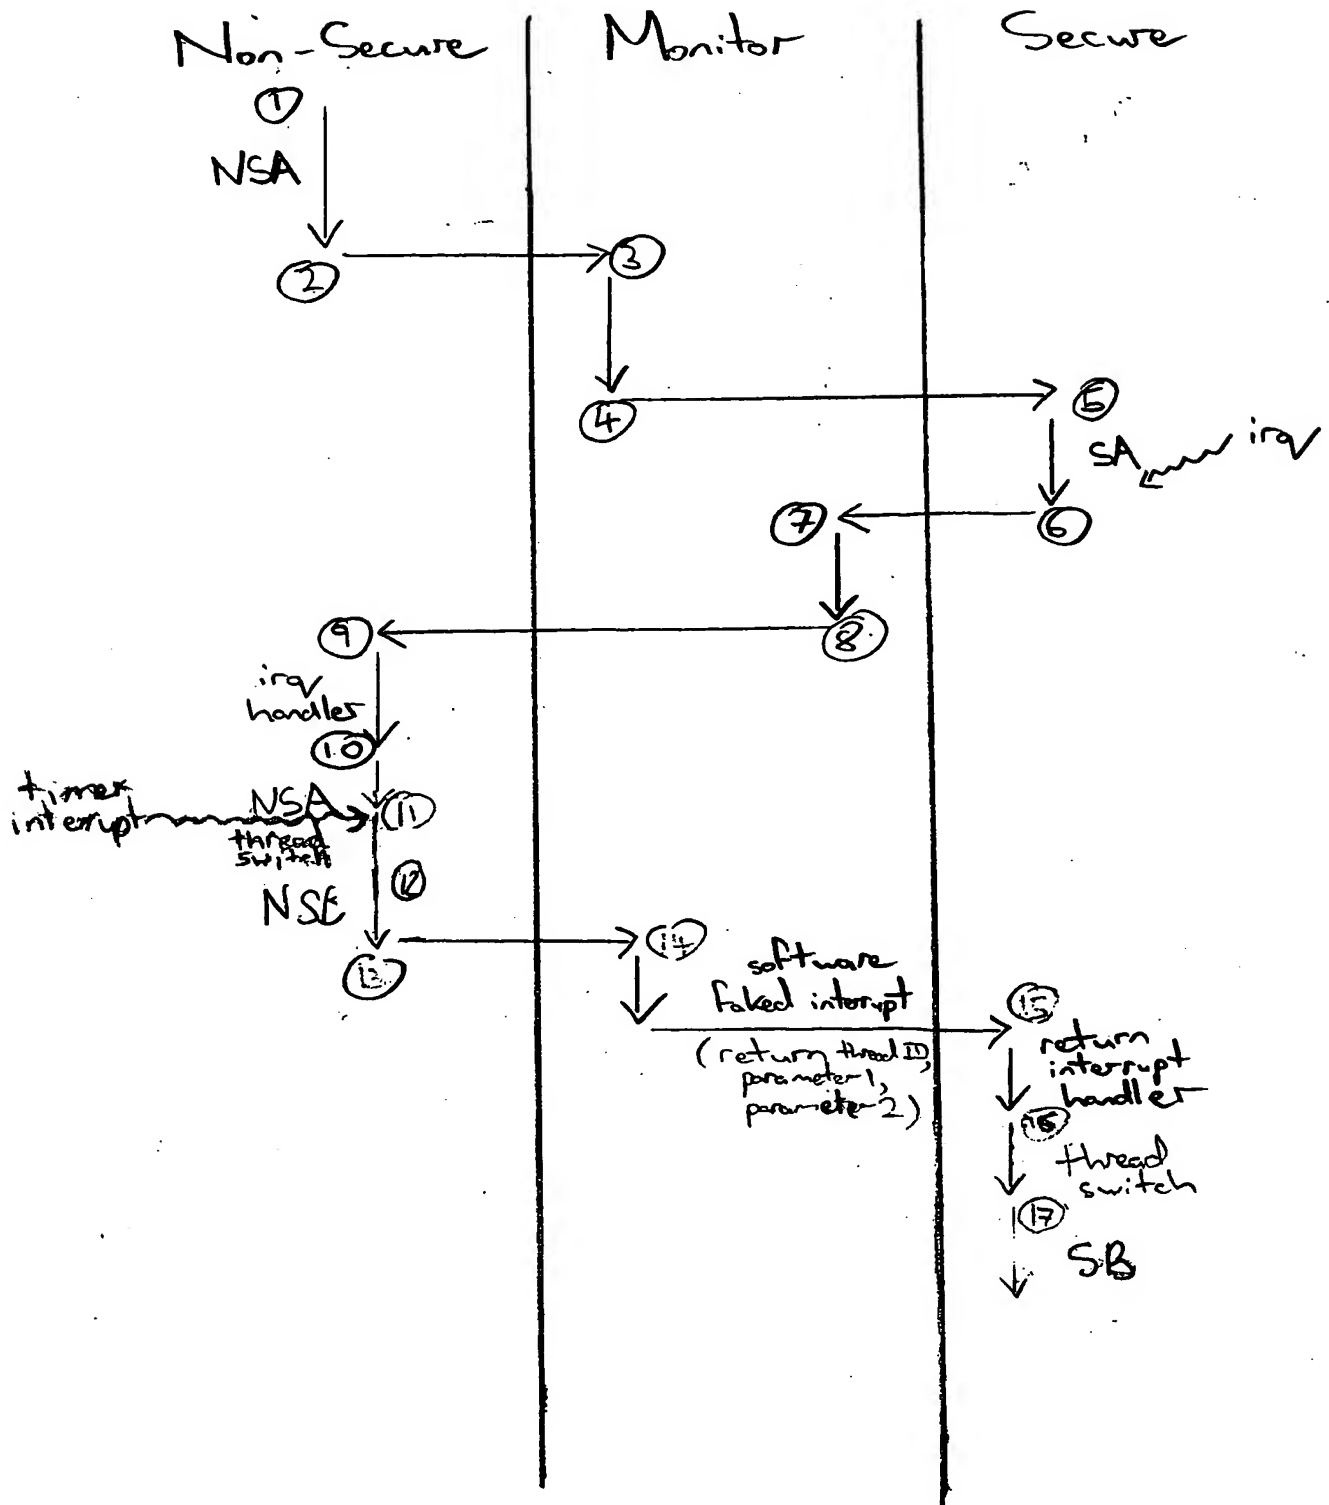 Non-Secure
Monitor
Secure
1
NSA
2
3
4
5
SA
irq
6
7
8
9
irq
handler
10
timer
interrupt
NSA
11
thread
switch
12
NSB
13
14
software
faked interrupt
(return thread ID,
parameter 1,
parameter 2)
15
return
interrupt
handler
16
thread
switch
17
SB